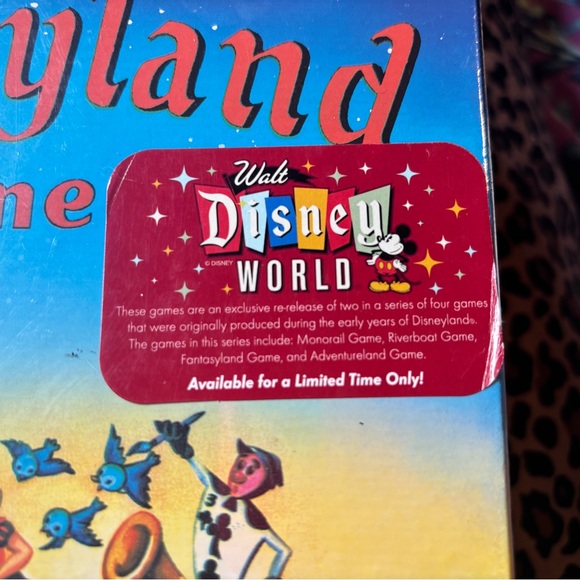 yland
me
Walt
Disney
© DISNEY
WORLD
These games are an exclusive re-release of two in a series of four games
that were originally produced during the early years of Disneyland®.
The games in this series include: Monorail Game, Riverboat Game,
Fantasyland Game, and Adventureland Game.
Available for a Limited Time Only!
3